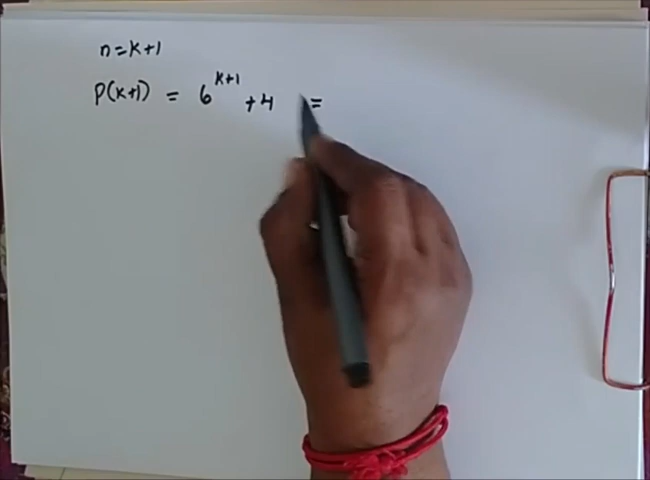 n=k+1
P(k+1) = 6^{k+1} +4 =